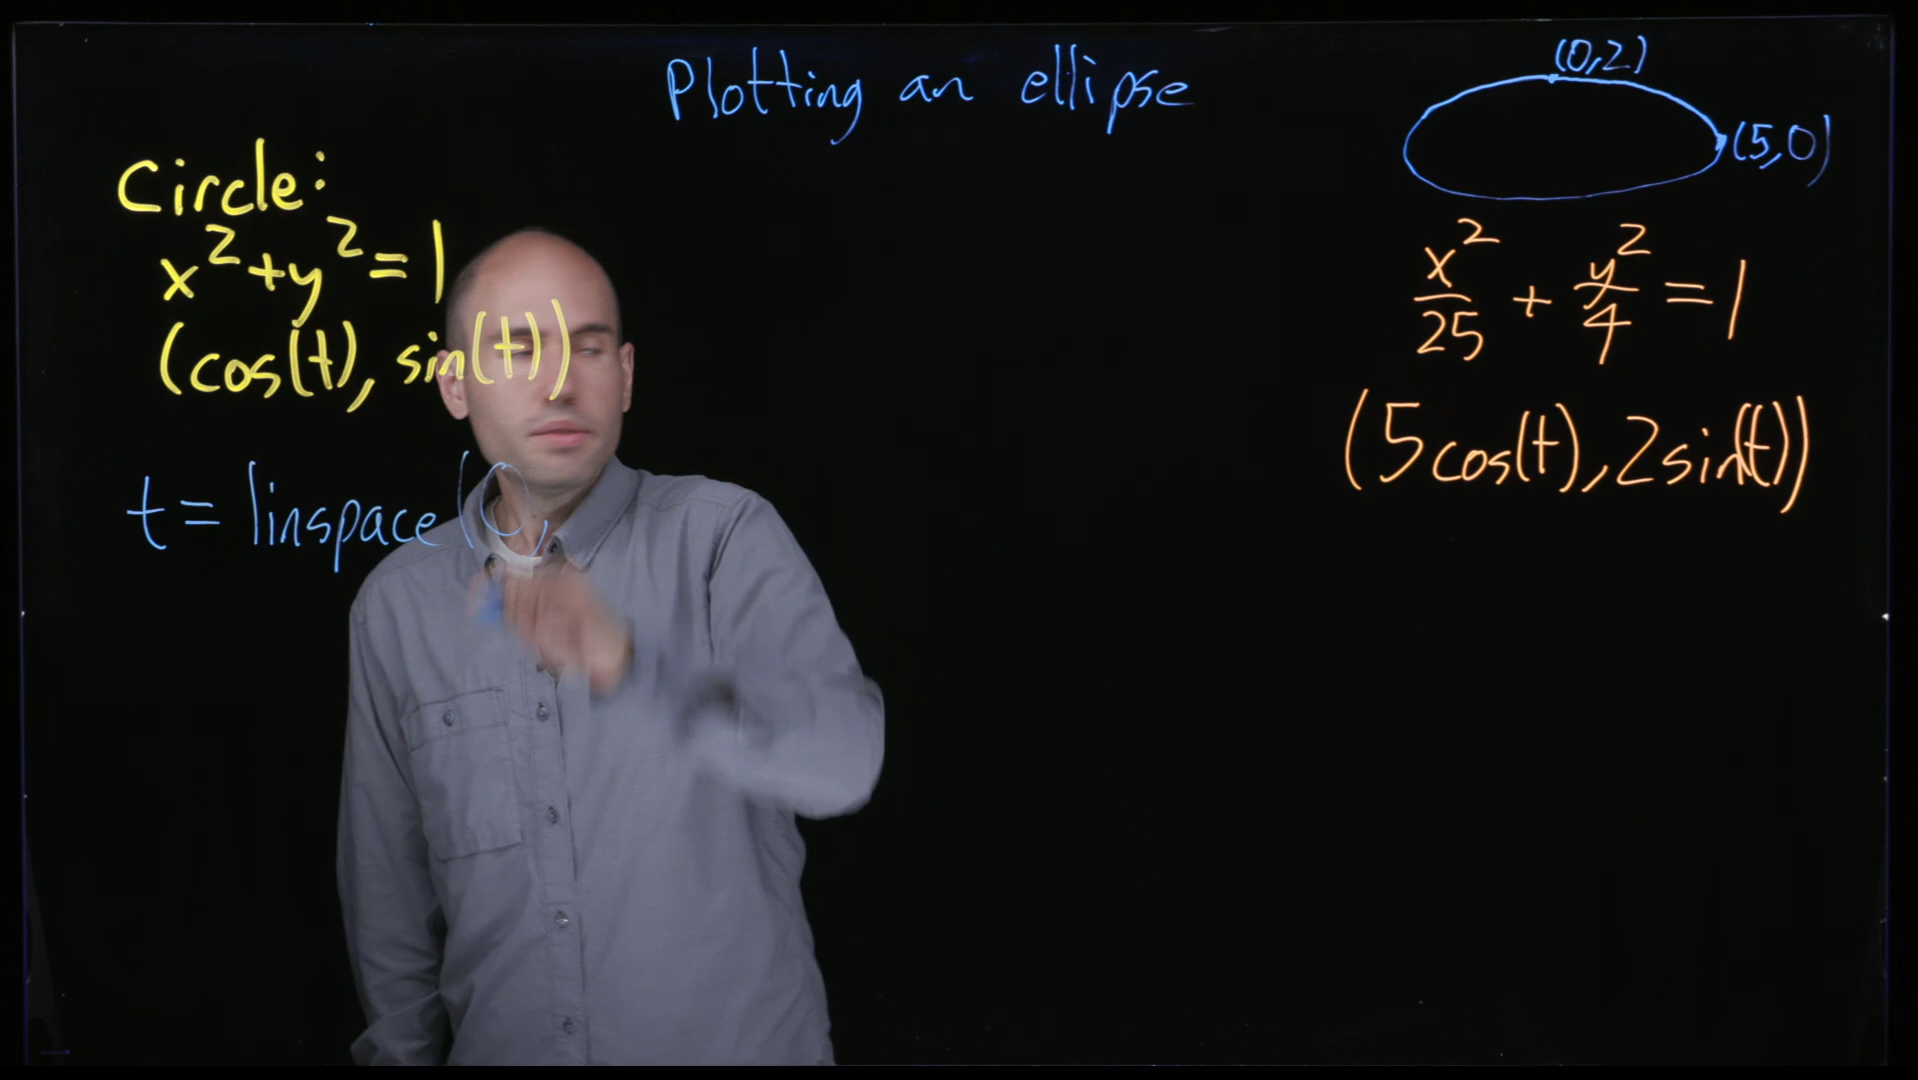 Plotting an ellipse
Circle:
x²+y²=1
(cos(t), sin(t))
t = linspace(0,
(0,2)
(5,0)
x²/25 + y²/4 = 1
(5cos(t), 2sin(t))